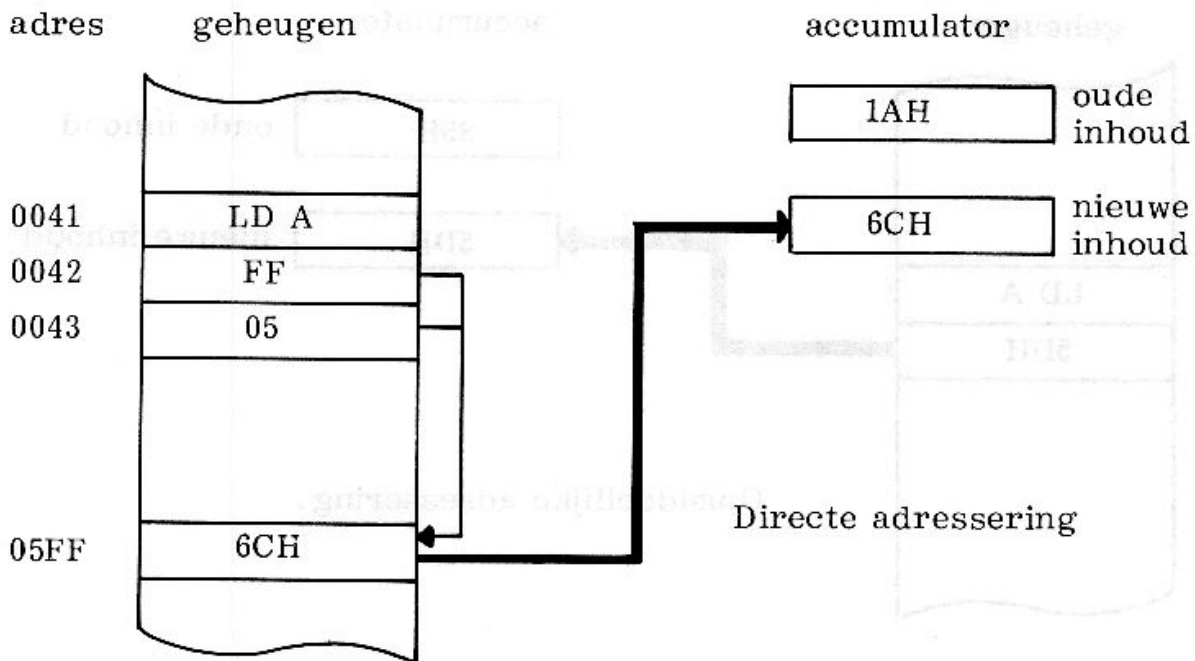 adres geheugen accumulator
1AH oude
inhoud
0041 LD A 6CH nieuwe
inhoud
0042 FF
0043 05
Directe adressering
05FF 6CH